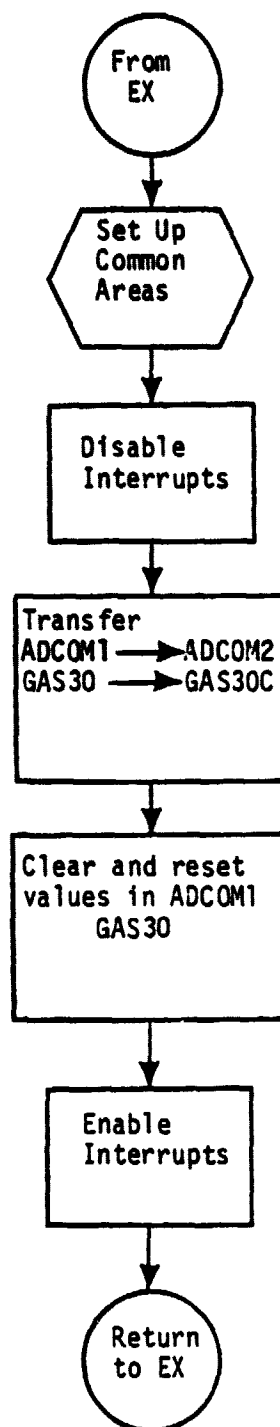 From
EX
Set Up
Common
Areas
Disable
Interrupts
Transfer
ADCOM1 → ADCOM2
GAS30 → GAS30C
Clear and reset
values in ADCOM1
GAS30
Enable
Interrupts
Return
to EX